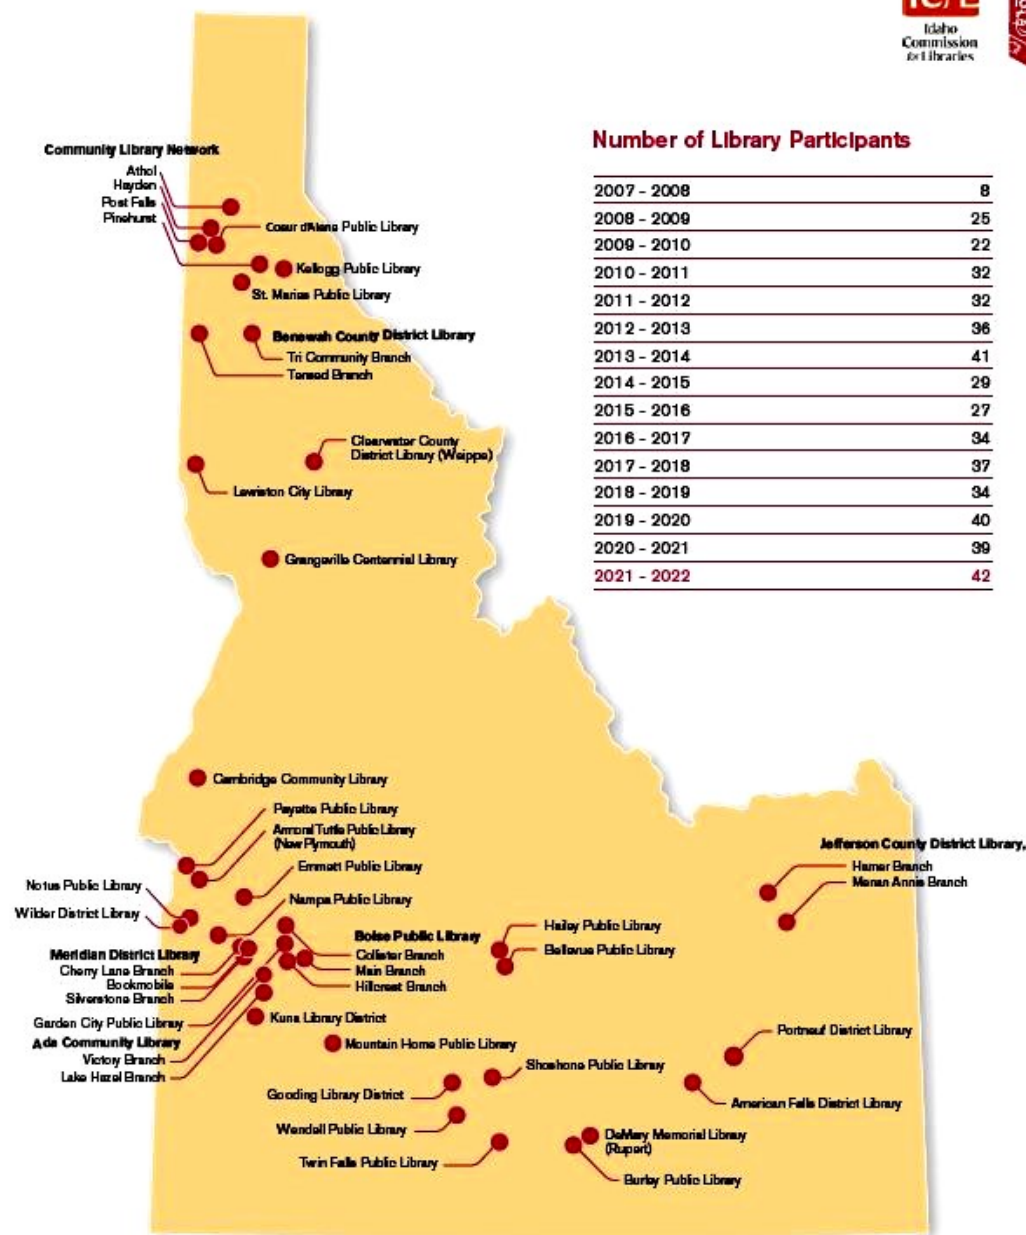 Idaho
Commission
for Libraries
Number of Library Participants
2007 - 2008 8
2008 - 2009 25
2009 - 2010 22
2010 - 2011 32
2011 - 2012 32
2012 - 2013 36
2013 - 2014 41
2014 - 2015 29
2015 - 2016 27
2016 - 2017 34
2017 - 2018 37
2018 - 2019 34
2019 - 2020 40
2020 - 2021 39
2021 - 2022 42
Community Library Network
Athol
Hayden
Post Falls
Pinehurst
Coeur d'Alene Public Library
Kellogg Public Library
St. Maries Public Library
Benewah County District Library
Tri Community Branch
Tensed Branch
Clearwater County
District Library (Weippe)
Lewiston City Library
Grangeville Centennial Library
Cambridge Community Library
Payette Public Library
Armoral Tuttle Public Library
(New Plymouth)
Emmett Public Library
Notus Public Library
Nampa Public Library
Wilder District Library
Boise Public Library
Collister Branch
Main Branch
Hillcrest Branch
Meridian District Library
Cherry Lane Branch
Bookmobile
Silverstone Branch
Garden City Public Library
Ada Community Library
Victory Branch
Lake Hazel Branch
Kuna Library District
Mountain Home Public Library
Hailey Public Library
Bellevue Public Library
Jefferson County District Library,
Hamer Branch
Menan Annis Branch
Portneuf District Library
Shoshone Public Library
Gooding Library District
American Falls District Library
Wendell Public Library
DeMary Memorial Library
(Rupert)
Twin Falls Public Library
Burley Public Library